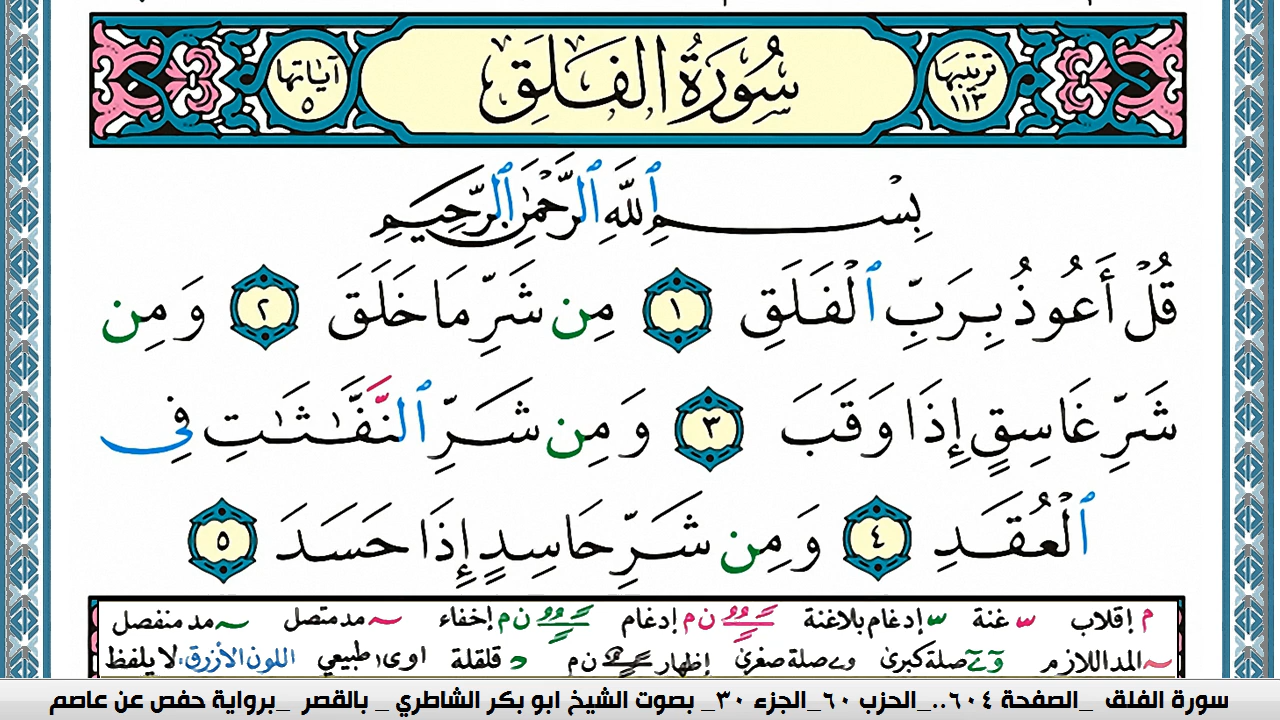 ترتيبها ١١٣ سُورَةُ الفَلَقِ آياتها ٥
بِسْمِ ٱللَّهِ ٱلرَّحْمَٰنِ ٱلرَّحِيمِ
قُلْ أَعُوذُ بِرَبِّ ٱلْفَلَقِ ١ مِن شَرِّ مَا خَلَقَ ٢ وَمِن
شَرِّ غَاسِقٍ إِذَا وَقَبَ ٣ وَمِن شَرِّ ٱلنَّفَّٰثَٰتِ فِى
ٱلْعُقَدِ ٤ وَمِن شَرِّ حَاسِدٍ إِذَا حَسَدَ ٥
م إقلاب غنة إدغام بلاغنة ن م إدغام ن م إخفاء مد متصل مد منفصل
المد اللازم صلة كبرى صلة صغرى إظهار ن م قلقلة اوى طبيعي اللون الأزرق: لا يلفظ
سورة الفلق _الصفحة ٦٠٤.._الحزب ٦٠_الجزء ٣٠_ بصوت الشيخ ابو بكر الشاطري _ بالقصر _برواية حفص عن عاصم